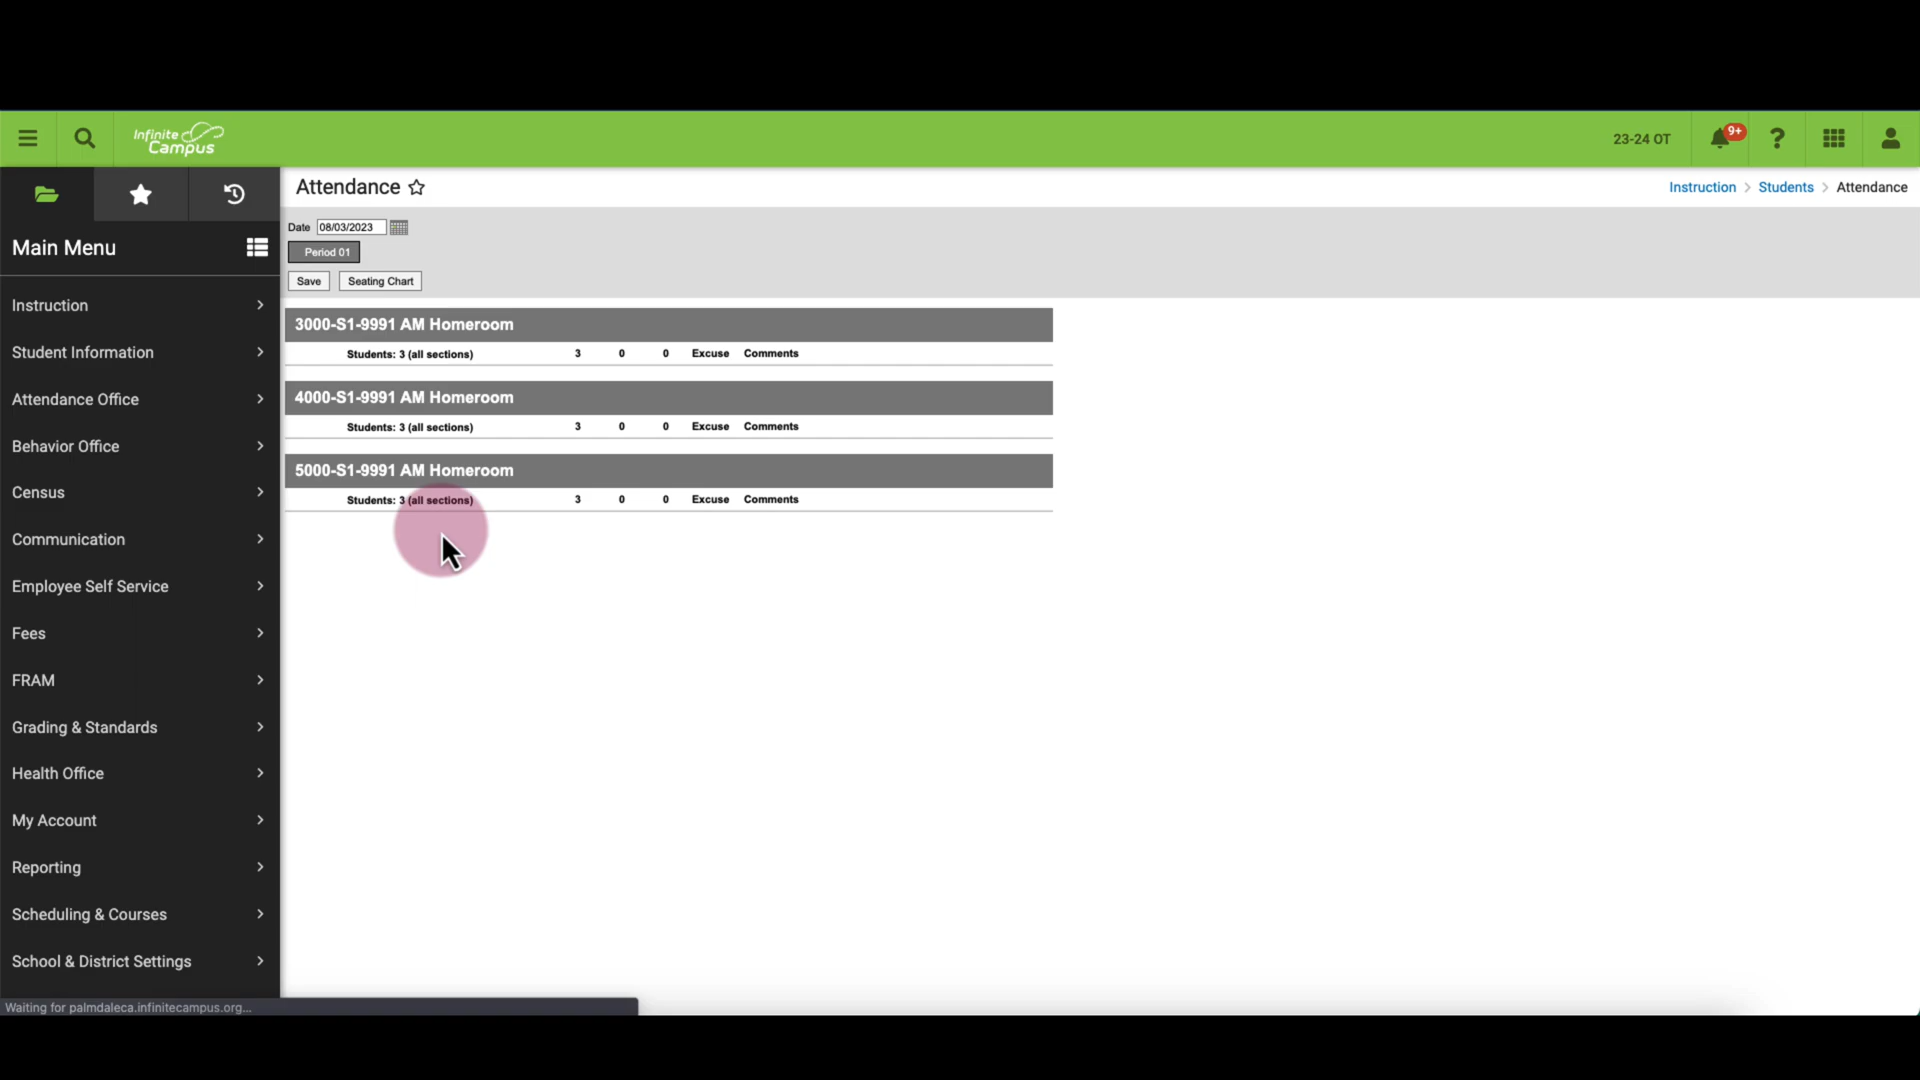 Infinite Campus
23-24 OT
9+
Attendance
Instruction > Students > Attendance
Date 08/03/2023
Period 01
Save Seating Chart
Main Menu
Instruction
Student Information
Attendance Office
Behavior Office
Census
Communication
Employee Self Service
Fees
FRAM
Grading & Standards
Health Office
My Account
Reporting
Scheduling & Courses
School & District Settings
3000-S1-9991 AM Homeroom
Students: 3 (all sections) 3 0 0 Excuse Comments
4000-S1-9991 AM Homeroom
Students: 3 (all sections) 3 0 0 Excuse Comments
5000-S1-9991 AM Homeroom
Students: 3 (all sections) 3 0 0 Excuse Comments
Waiting for palmdaleca.infinitecampus.org...